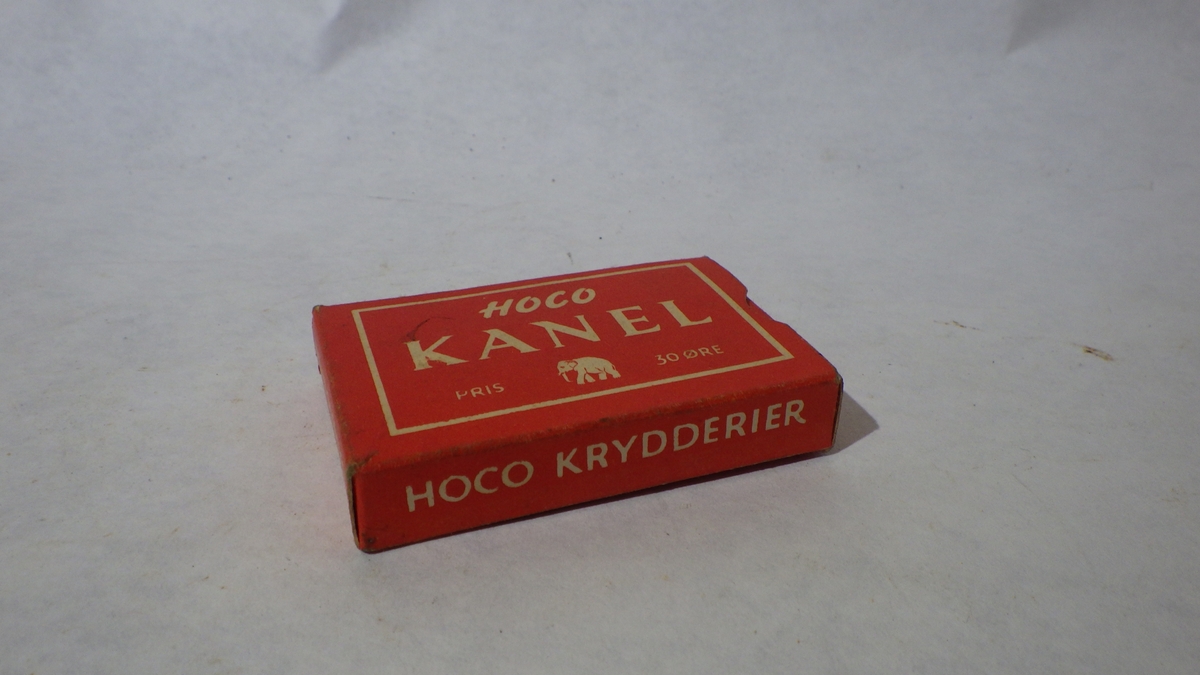 HOCO
KANEL
PRIS 30 ØRE
HOCO KRYDDERIER